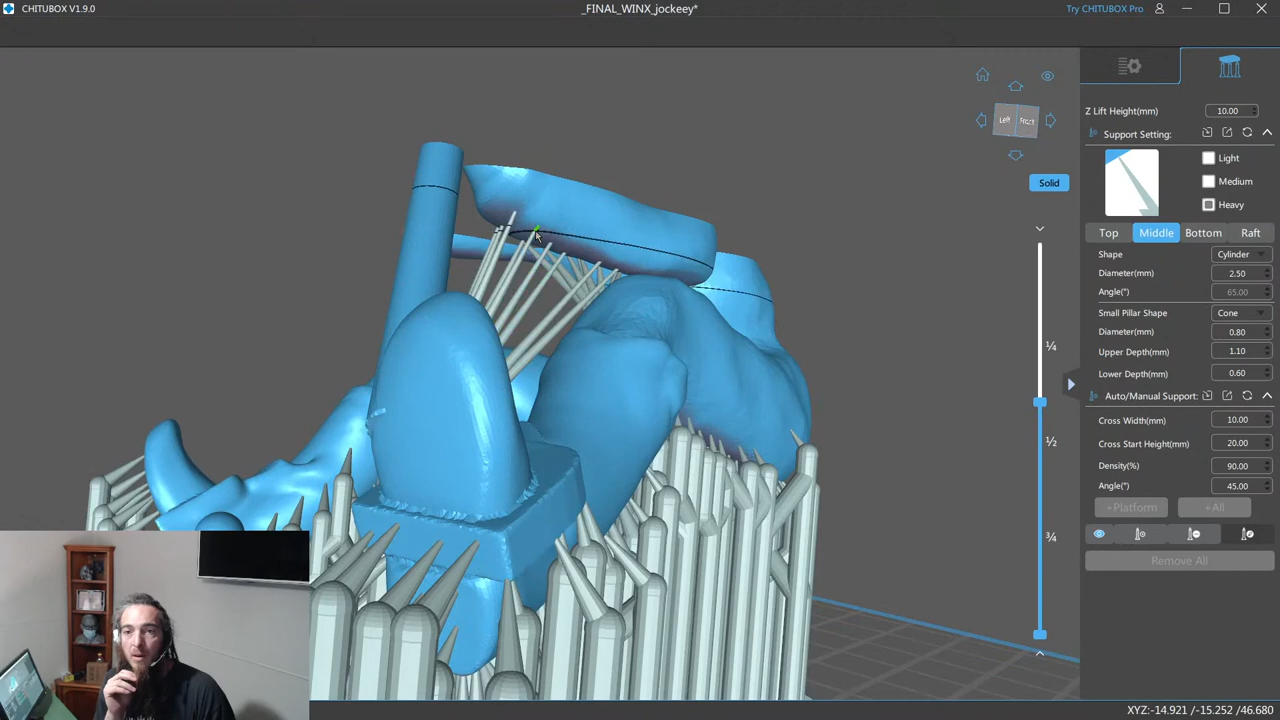 CHITUBOX V1.9.0
_FINAL_WINX_jockeey*
Try CHITUBOX Pro
Z Lift Height(mm) 10.00
Support Setting:
Light
Medium
Heavy
Top Middle Bottom Raft
Shape Cylinder
Diameter(mm) 2.50
Angle(°) 65.00
Small Pillar Shape Cone
Diameter(mm) 0.80
Upper Depth(mm) 1.10
Lower Depth(mm) 0.60
Auto/Manual Support:
Cross Width(mm) 10.00
Cross Start Height(mm) 20.00
Density(%) 90.00
Angle(°) 45.00
+Platform +All
Remove All
Left Front
Solid
¼
½
¾
XYZ:-14.921 /-15.252 /46.680